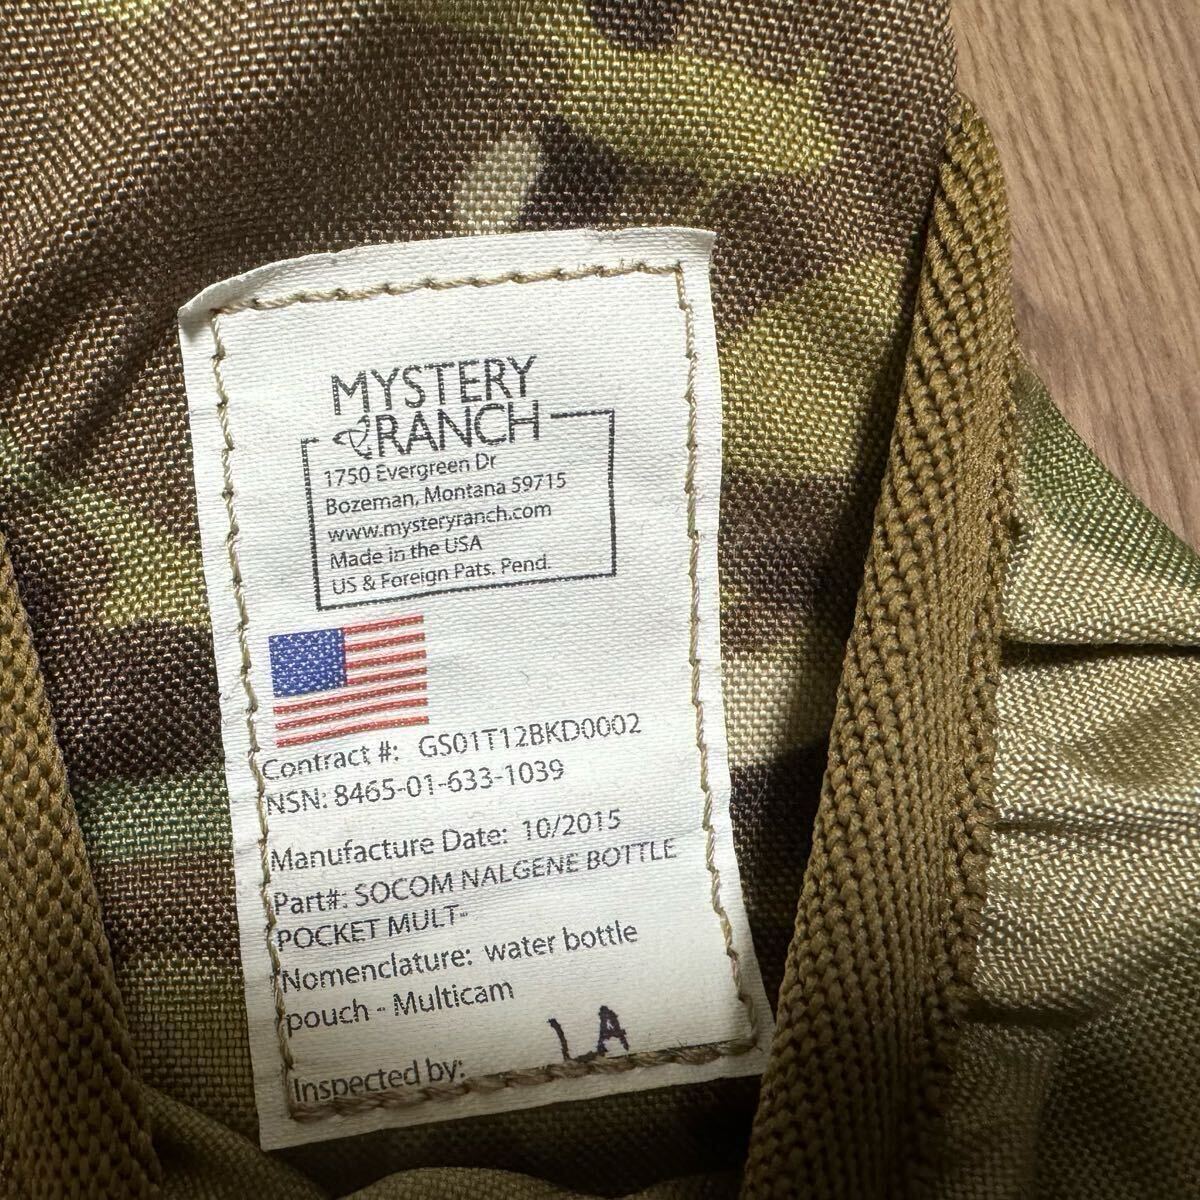 MYSTERY
RANCH
1750 Evergreen Dr
Bozeman, Montana 59715
www.mysteryranch.com
Made in the USA
US & Foreign Pats. Pend.
Contract #: GS01T12BKD0002
NSN: 8465-01-633-1039
Manufacture Date: 10/2015
Part#: SOCOM NALGENE BOTTLE
POCKET MULT-
Nomenclature: water bottle
pouch - Multicam
Inspected by: LA